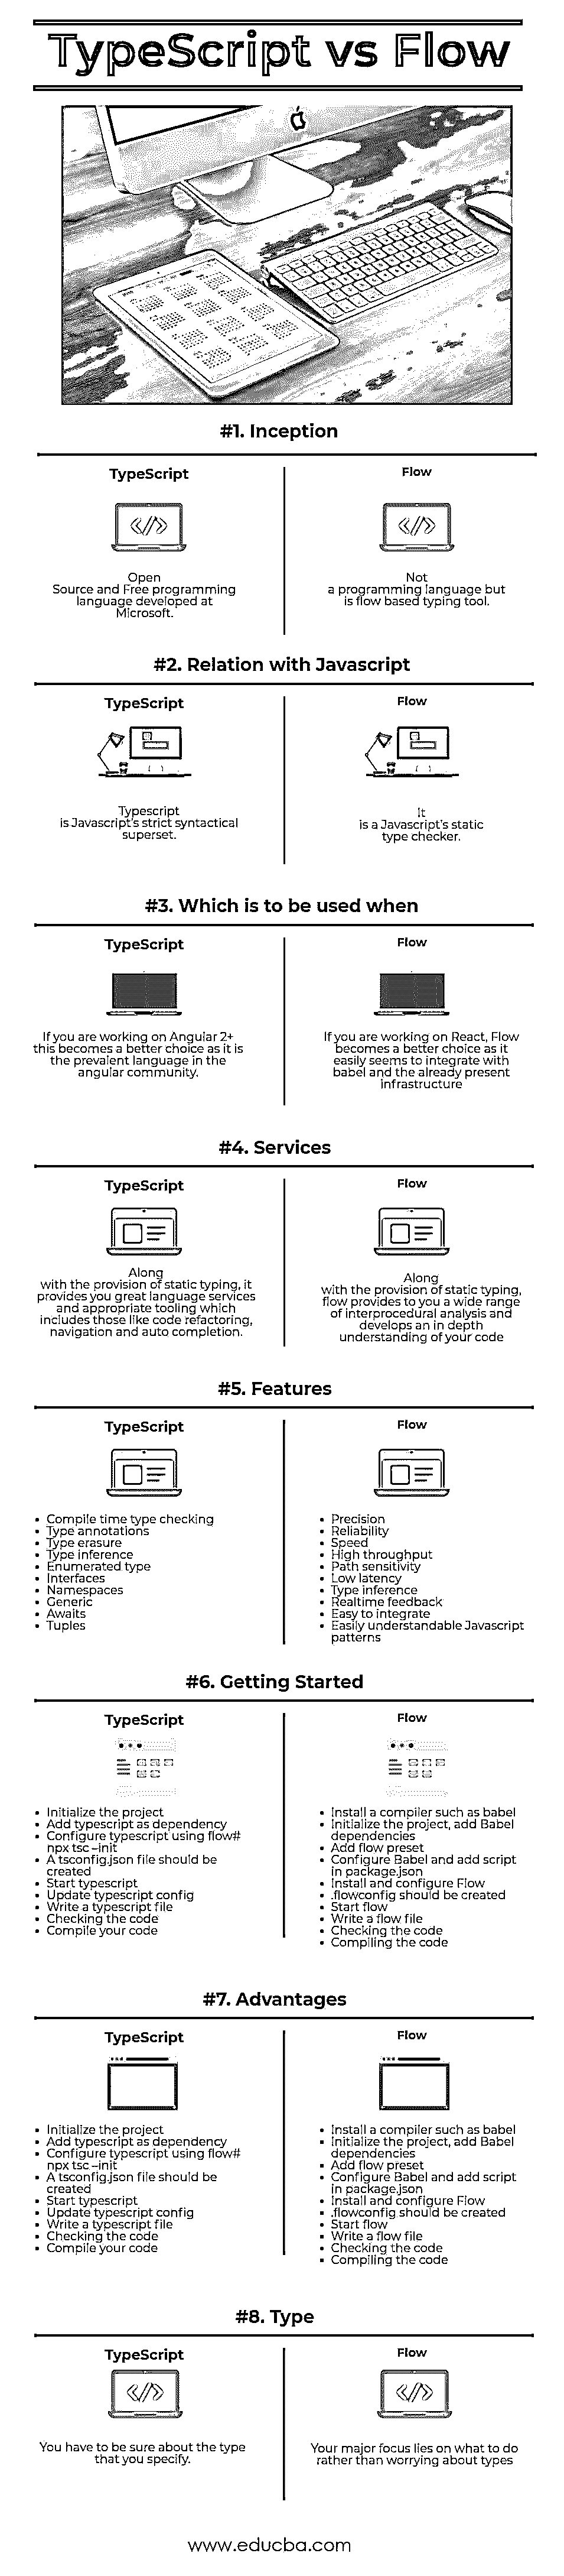 TypeScript vs Flow
#1. Inception
TypeScript
Open
Source and Free programming
language developed at
Microsoft.
Flow
Not
a programming language but
is flow based typing tool.
#2. Relation with Javascript
TypeScript
Typescript
is Javascript's strict syntactical
superset.
Flow
It
is a Javascript's static
type checker.
#3. Which is to be used when
TypeScript
If you are working on Angular 2+
this becomes a better choice as it is
the prevalent language in the
angular community.
Flow
If you are working on React, Flow
becomes a better choice as it
easily seems to integrate with
babel and the already present
infrastructure
#4. Services
TypeScript
Along
with the provision of static typing, it
provides you great language services
and appropriate tooling which
includes those like code refactoring,
navigation and auto completion.
Flow
Along
with the provision of static typing,
flow provides to you a wide range
of interprocedural analysis and
develops an in depth
understanding of your code
#5. Features
TypeScript
• Compile time type checking
• Type annotations
• Type erasure
• Type inference
• Enumerated type
• Interfaces
• Namespaces
• Generic
• Awaits
• Tuples
Flow
• Precision
• Reliability
• Speed
• High throughput
• Path sensitivity
• Low latency
• Type inference
• Realtime feedback
• Easy to integrate
• Easily understandable Javascript
patterns
#6. Getting Started
TypeScript
• Initialize the project
• Add typescript as dependency
• Configure typescript using flow#
npx tsc –init
• A tsconfig.json file should be
created
• Start typescript
• Update typescript config
• Write a typescript file
• Checking the code
• Compile your code
Flow
• Install a compiler such as babel
• Initialize the project, add Babel
dependencies
• Add flow preset
• Configure Babel and add script
in package.json
• Install and configure Flow
• .flowconfig should be created
• Start flow
• Write a flow file
• Checking the code
• Compiling the code
#7. Advantages
TypeScript
• Initialize the project
• Add typescript as dependency
• Configure typescript using flow#
npx tsc –init
• A tsconfig.json file should be
created
• Start typescript
• Update typescript config
• Write a typescript file
• Checking the code
• Compile your code
Flow
• Install a compiler such as babel
• Initialize the project, add Babel
dependencies
• Add flow preset
• Configure Babel and add script
in package.json
• Install and configure Flow
• .flowconfig should be created
• Start flow
• Write a flow file
• Checking the code
• Compiling the code
#8. Type
TypeScript
You have to be sure about the type
that you specify.
Flow
Your major focus lies on what to do
rather than worrying about types
www.educba.com